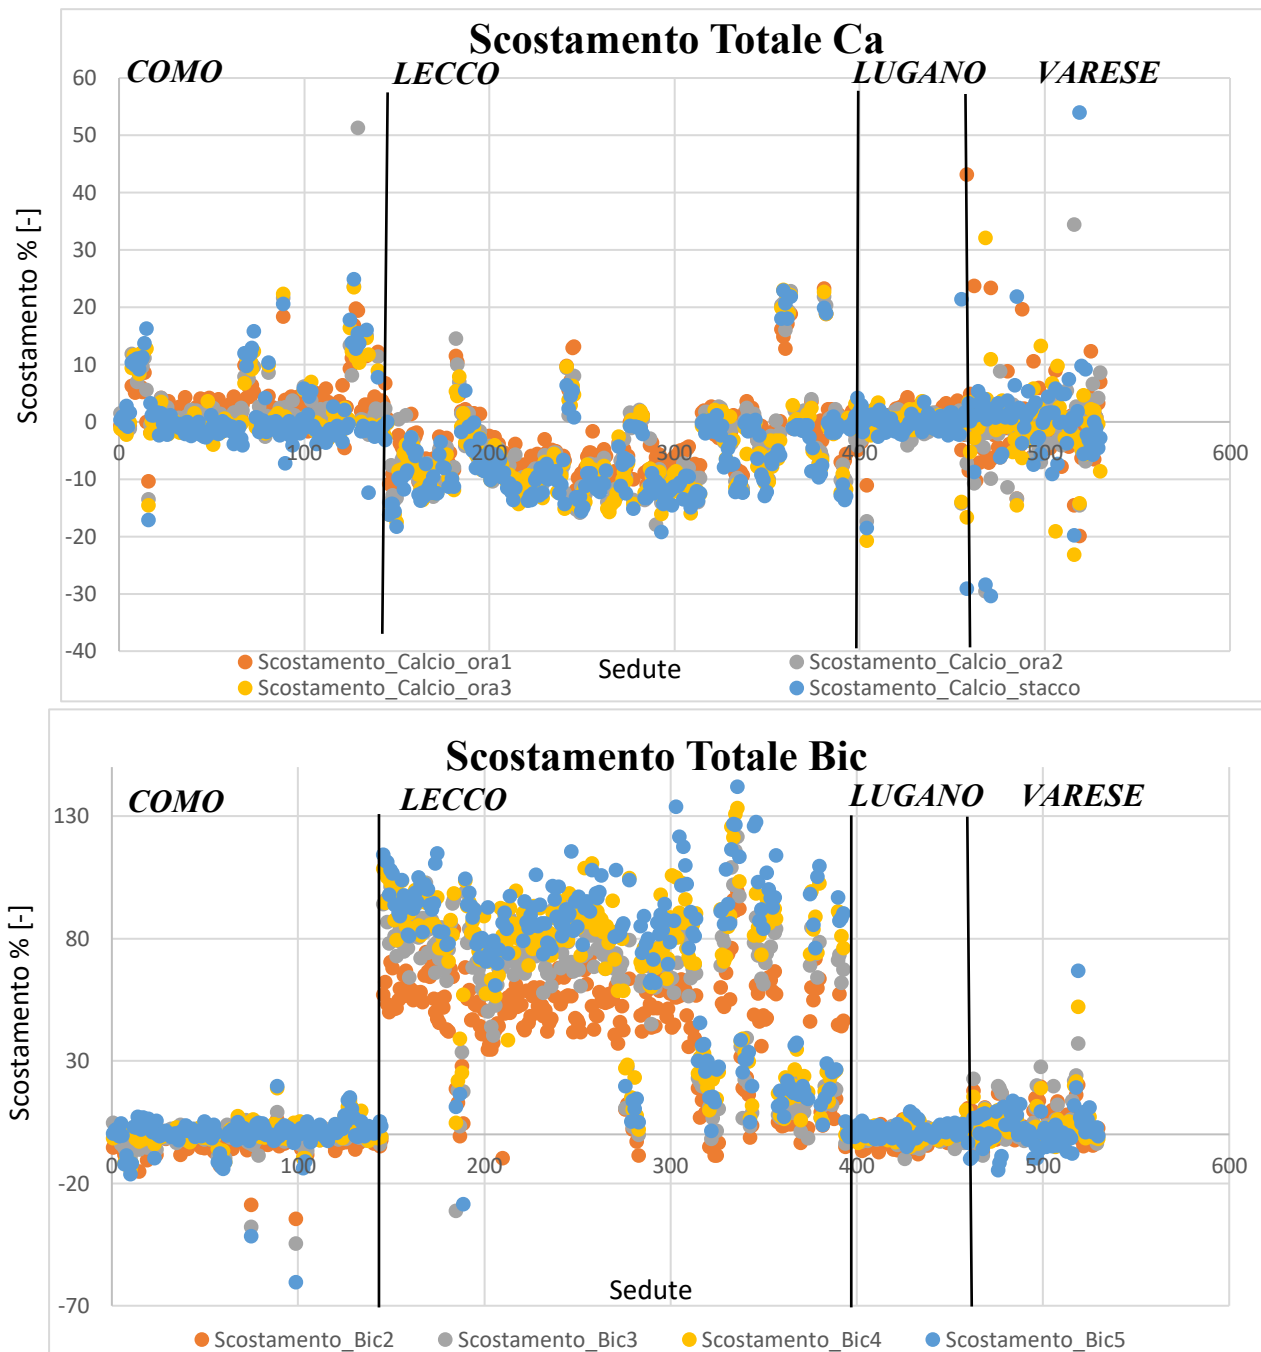 Scostamento Totale Ca
COMO LECCO LUGANO VARESE
60
50
40
30
20
10
0
-10
-20
-30
-40
0 100 200 300 400 500 600
Scostamento % [-]
Sedute
Scostamento_Calcio_ora1 Scostamento_Calcio_ora2
Scostamento_Calcio_ora3 Scostamento_Calcio_stacco
Scostamento Totale Bic
COMO LECCO LUGANO VARESE
130
80
30
-20
-70
0 100 200 300 400 500 600
Scostamento % [-]
Sedute
Scostamento_Bic2 Scostamento_Bic3 Scostamento_Bic4 Scostamento_Bic5